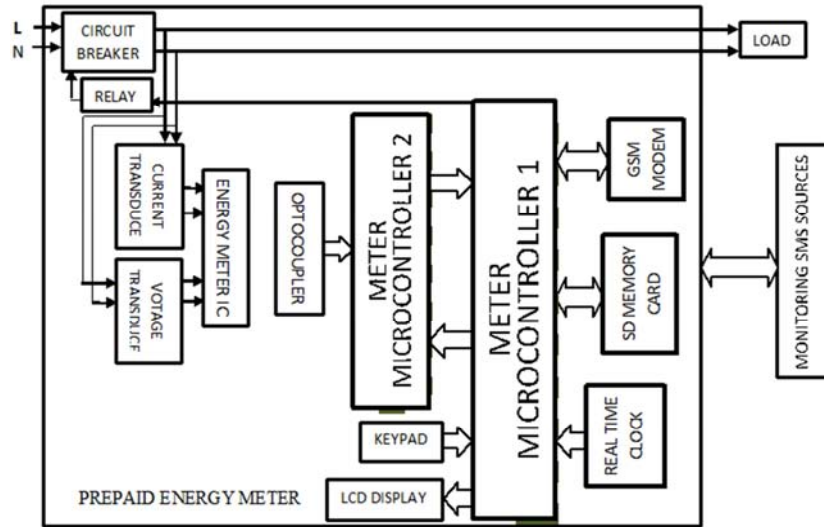 L
N
CIRCUIT
BREAKER
LOAD
RELAY
CURRENT
TRANSDUCE
VOTAGE
TRANSDUCE
ENERGY METER IC
OPTOCOUPLER
METER
MICROCONTROLLER 2
METER
MICROCONTROLLER 1
GSM
MODEM
SD MEMORY
CARD
REAL TIME
CLOCK
MONITORING SMS SOURCES
KEYPAD
LCD DISPLAY
PREPAID ENERGY METER